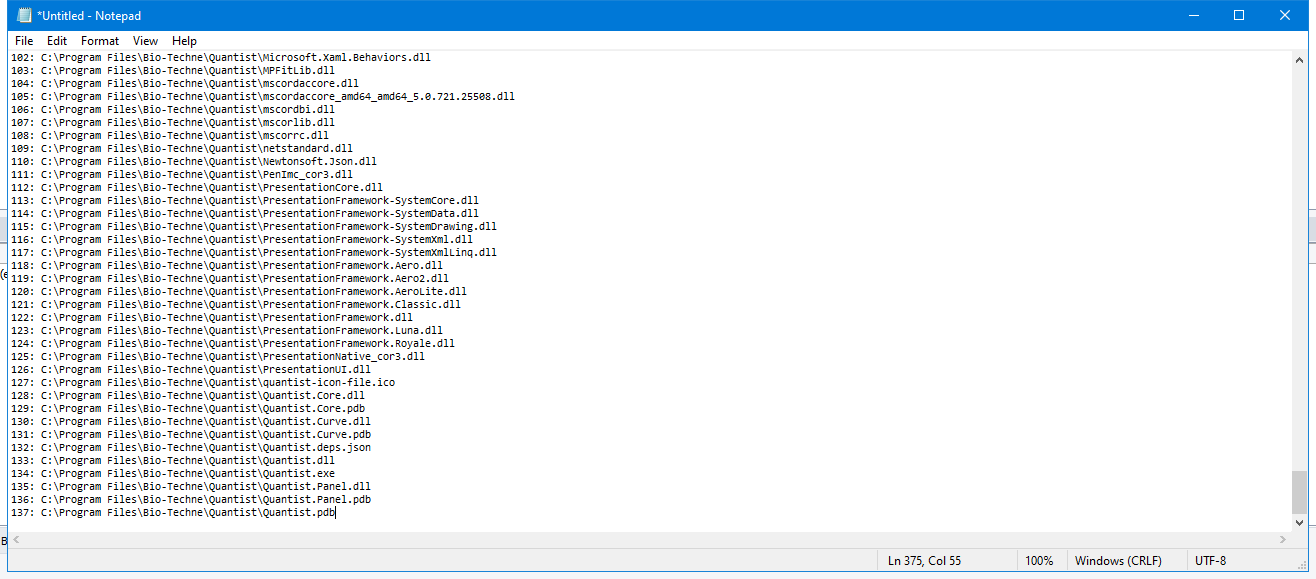 *Untitled - Notepad
File Edit Format View Help
102: C:\Program Files\Bio-Techne\Quantist\Microsoft.Xaml.Behaviors.dll
103: C:\Program Files\Bio-Techne\Quantist\MPFitLib.dll
104: C:\Program Files\Bio-Techne\Quantist\mscordaccore.dll
105: C:\Program Files\Bio-Techne\Quantist\mscordaccore_amd64_amd64_5.0.721.25508.dll
106: C:\Program Files\Bio-Techne\Quantist\mscordbi.dll
107: C:\Program Files\Bio-Techne\Quantist\mscorlib.dll
108: C:\Program Files\Bio-Techne\Quantist\mscorrc.dll
109: C:\Program Files\Bio-Techne\Quantist\netstandard.dll
110: C:\Program Files\Bio-Techne\Quantist\Newtonsoft.Json.dll
111: C:\Program Files\Bio-Techne\Quantist\PenImc_cor3.dll
112: C:\Program Files\Bio-Techne\Quantist\PresentationCore.dll
113: C:\Program Files\Bio-Techne\Quantist\PresentationFramework-SystemCore.dll
114: C:\Program Files\Bio-Techne\Quantist\PresentationFramework-SystemData.dll
115: C:\Program Files\Bio-Techne\Quantist\PresentationFramework-SystemDrawing.dll
116: C:\Program Files\Bio-Techne\Quantist\PresentationFramework-SystemXml.dll
117: C:\Program Files\Bio-Techne\Quantist\PresentationFramework-SystemXmlLinq.dll
118: C:\Program Files\Bio-Techne\Quantist\PresentationFramework.Aero.dll
119: C:\Program Files\Bio-Techne\Quantist\PresentationFramework.Aero2.dll
120: C:\Program Files\Bio-Techne\Quantist\PresentationFramework.AeroLite.dll
121: C:\Program Files\Bio-Techne\Quantist\PresentationFramework.Classic.dll
122: C:\Program Files\Bio-Techne\Quantist\PresentationFramework.dll
123: C:\Program Files\Bio-Techne\Quantist\PresentationFramework.Luna.dll
124: C:\Program Files\Bio-Techne\Quantist\PresentationFramework.Royale.dll
125: C:\Program Files\Bio-Techne\Quantist\PresentationNative_cor3.dll
126: C:\Program Files\Bio-Techne\Quantist\PresentationUI.dll
127: C:\Program Files\Bio-Techne\Quantist\quantist-icon-file.ico
128: C:\Program Files\Bio-Techne\Quantist\Quantist.Core.dll
129: C:\Program Files\Bio-Techne\Quantist\Quantist.Core.pdb
130: C:\Program Files\Bio-Techne\Quantist\Quantist.Curve.dll
131: C:\Program Files\Bio-Techne\Quantist\Quantist.Curve.pdb
132: C:\Program Files\Bio-Techne\Quantist\Quantist.deps.json
133: C:\Program Files\Bio-Techne\Quantist\Quantist.dll
134: C:\Program Files\Bio-Techne\Quantist\Quantist.exe
135: C:\Program Files\Bio-Techne\Quantist\Quantist.Panel.dll
136: C:\Program Files\Bio-Techne\Quantist\Quantist.Panel.pdb
137: C:\Program Files\Bio-Techne\Quantist\Quantist.pdb
Ln 375, Col 55 100% Windows (CRLF) UTF-8